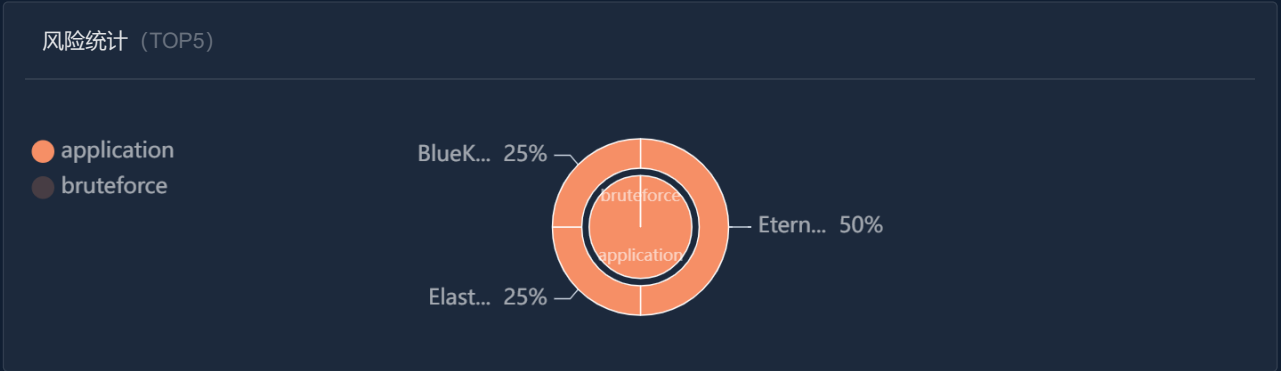 风险统计（TOP5）
application
bruteforce
BlueK... 25%
bruteforce
Etern... 50%
application
Elast... 25%